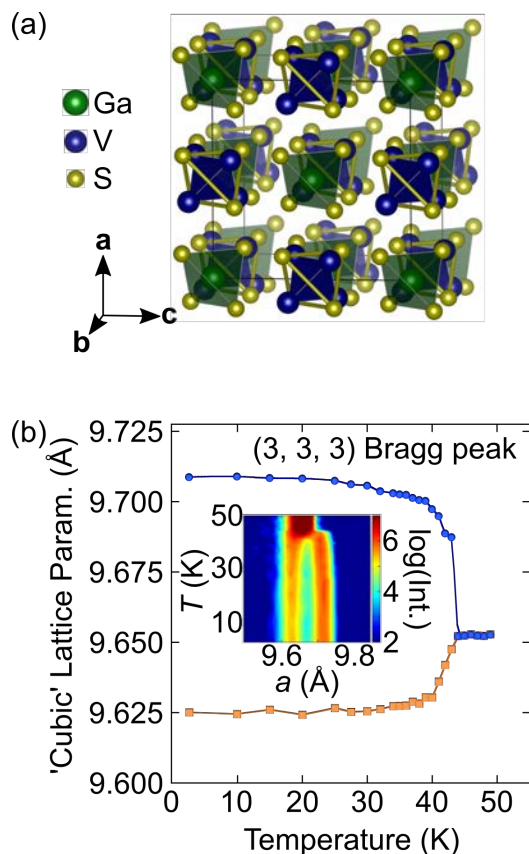 (a)
Ga
V
S
a
b
c
(b)
'Cubic' Lattice Param. (Å)
9.725
9.700
9.675
9.650
9.625
9.600
(3, 3, 3) Bragg peak
T (K)
50
30
10
9.6
9.8
a (Å)
6
4
2
log(Int.)
0
10
20
30
40
50
Temperature (K)